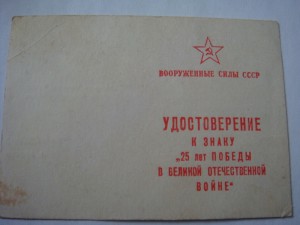 ВООРУЖЕННЫЕ СИЛЫ СССР
УДОСТОВЕРЕНИЕ
К ЗНАКУ
„25 лет ПОБЕДЫ
В ВЕЛИКОЙ ОТЕЧЕСТВЕННОЙ
ВОЙНЕ“